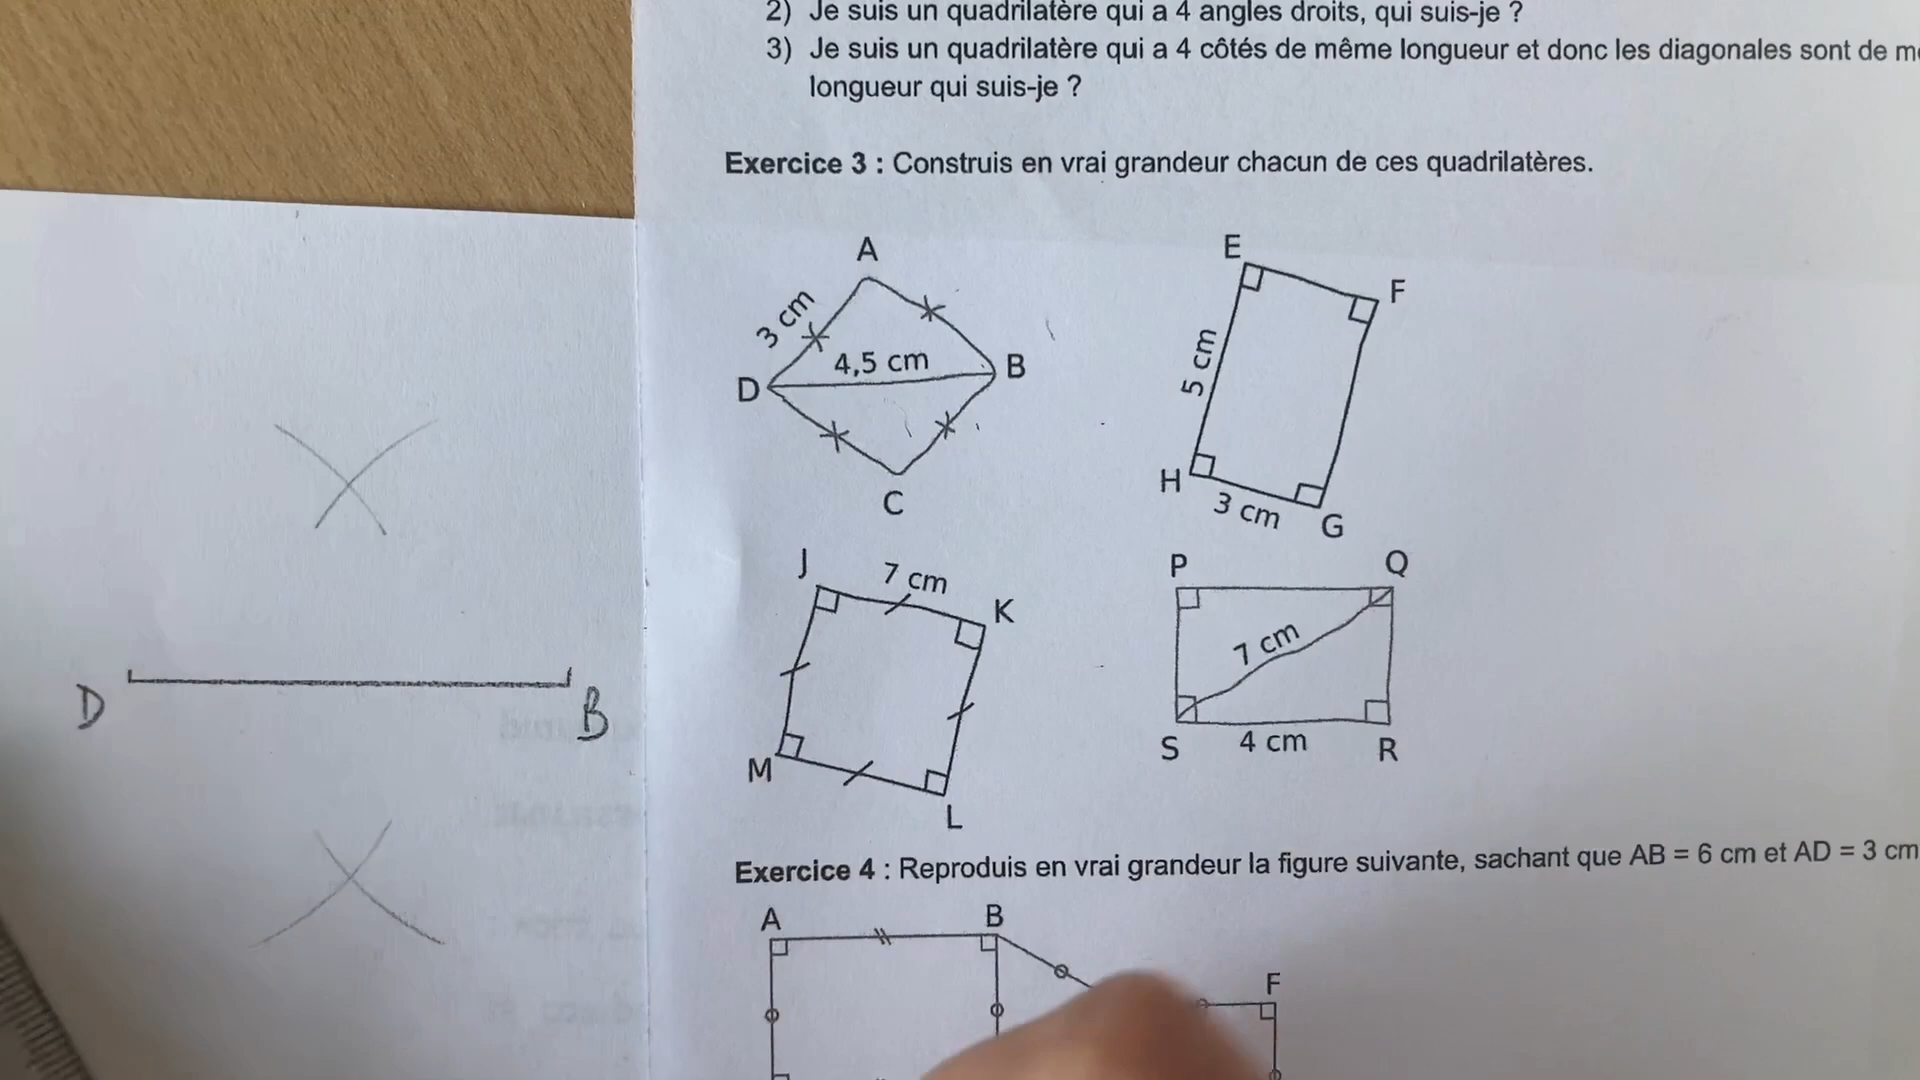 2) Je suis un quadrilatère qui a 4 angles droits, qui suis-je ?
3) Je suis un quadrilatère qui a 4 côtés de même longueur et donc les diagonales sont de
longueur qui suis-je ?
Exercice 3 : Construis en vrai grandeur chacun de ces quadrilatères.
A
3 cm
4,5 cm
D
B
C
E
F
5 cm
H
3 cm
G
J
7 cm
K
M
L
P
Q
7 cm
S
4 cm
R
D
B
Exercice 4 : Reproduis en vrai grandeur la figure suivante, sachant que AB = 6 cm et AD = 3 cm
A
B
F